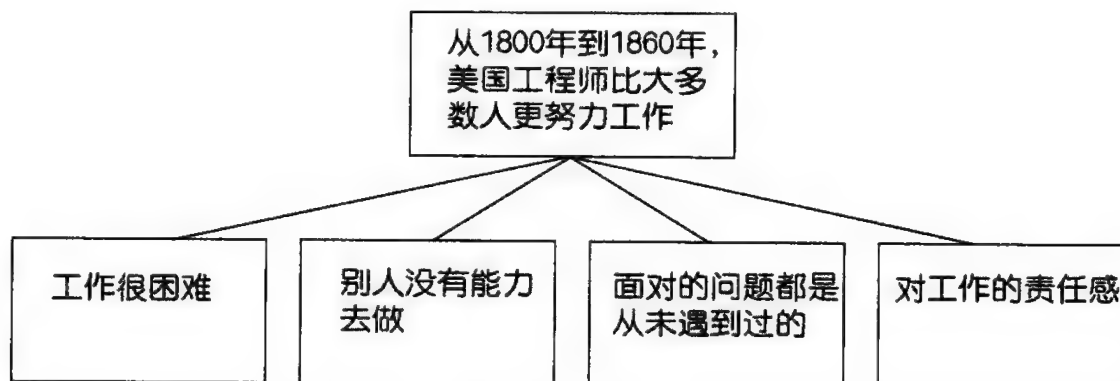 从1800年到1860年，
美国工程师比大多
数人更努力工作
工作很困难
别人没有能力
去做
面对的问题都是
从未遇到过的
对工作的责任感